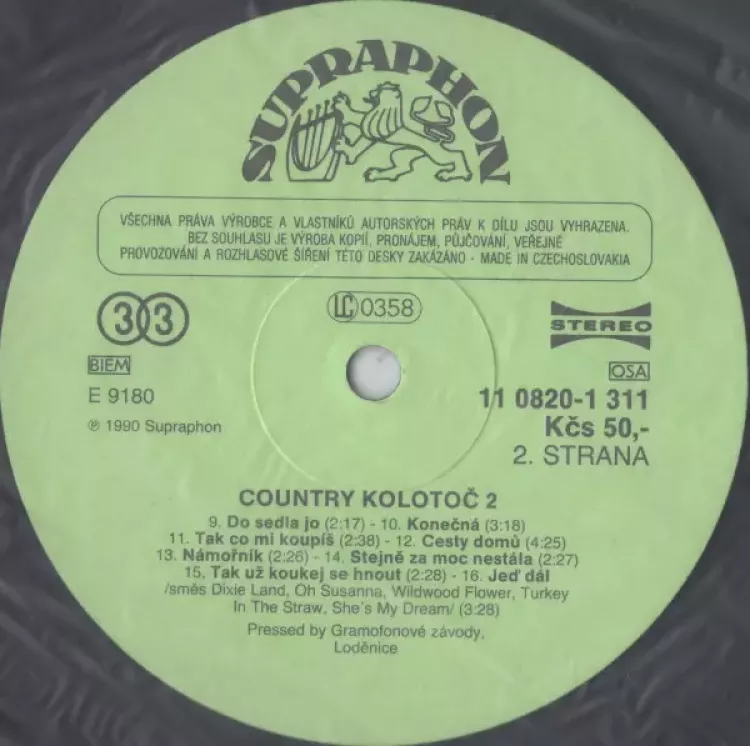 SUPRAPHON
VŠECHNA PRÁVA VÝROBCE A VLASTNÍKŮ AUTORSKÝCH PRÁV K DÍLU JSOU VYHRAZENA.
BEZ SOUHLASU JE VÝROBA KOPIÍ, PRONÁJEM, PŮJČOVÁNÍ, VEŘEJNÉ
PROVOZOVÁNÍ A ROZHLASOVÉ ŠÍŘENÍ TÉTO DESKY ZAKÁZÁNO - MADE IN CZECHOSLOVAKIA
33
LC 0358
STEREO
BIEM
OSA
E 9180
11 0820-1 311
℗ 1990 Supraphon
Kčs 50,-
2. STRANA
COUNTRY KOLOTOČ 2
9. Do sedla jo (2:17) - 10. Konečná (3:18)
11. Tak co mi koupíš (2:38) - 12. Cesty domů (4:25)
13. Námořník (2:26) - 14. Stejně za moc nestála (2:27)
15. Tak už koukej se hnout (2:28) - 16. Jeď dál
/směs Dixie Land, Oh Susanna, Wildwood Flower, Turkey
In The Straw, She's My Dream/ (3:28)
Pressed by Gramofonové závody,
Loděnice